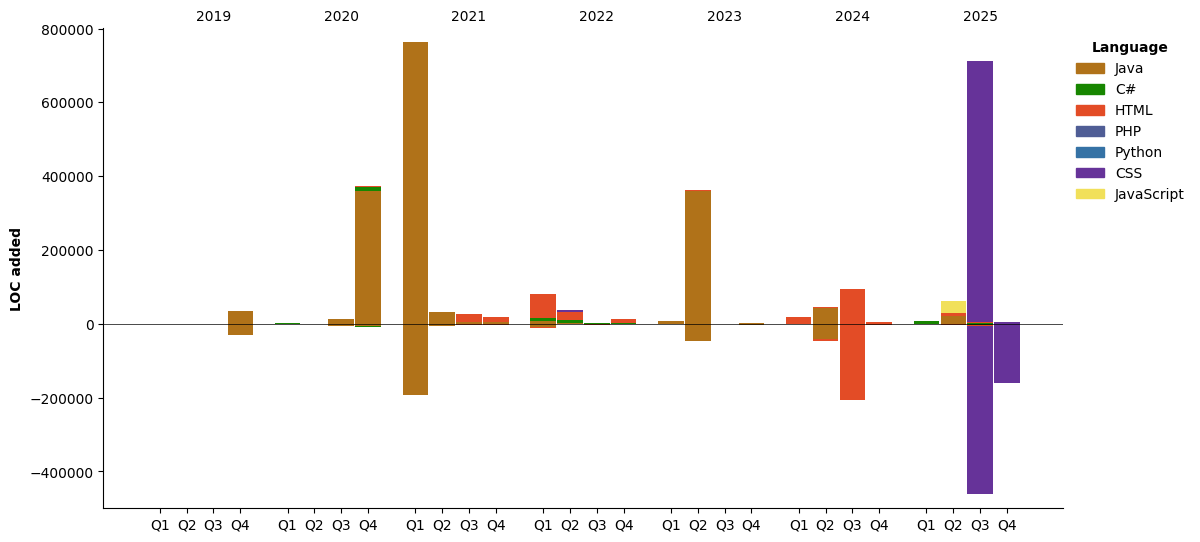 2019 2020 2021 2022 2023 2024 2025
800000
600000
400000
200000
0
−200000
−400000
LOC added
Q1 Q2 Q3 Q4 Q1 Q2 Q3 Q4 Q1 Q2 Q3 Q4 Q1 Q2 Q3 Q4 Q1 Q2 Q3 Q4 Q1 Q2 Q3 Q4 Q1 Q2 Q3 Q4
Language
Java
C#
HTML
PHP
Python
CSS
JavaScript